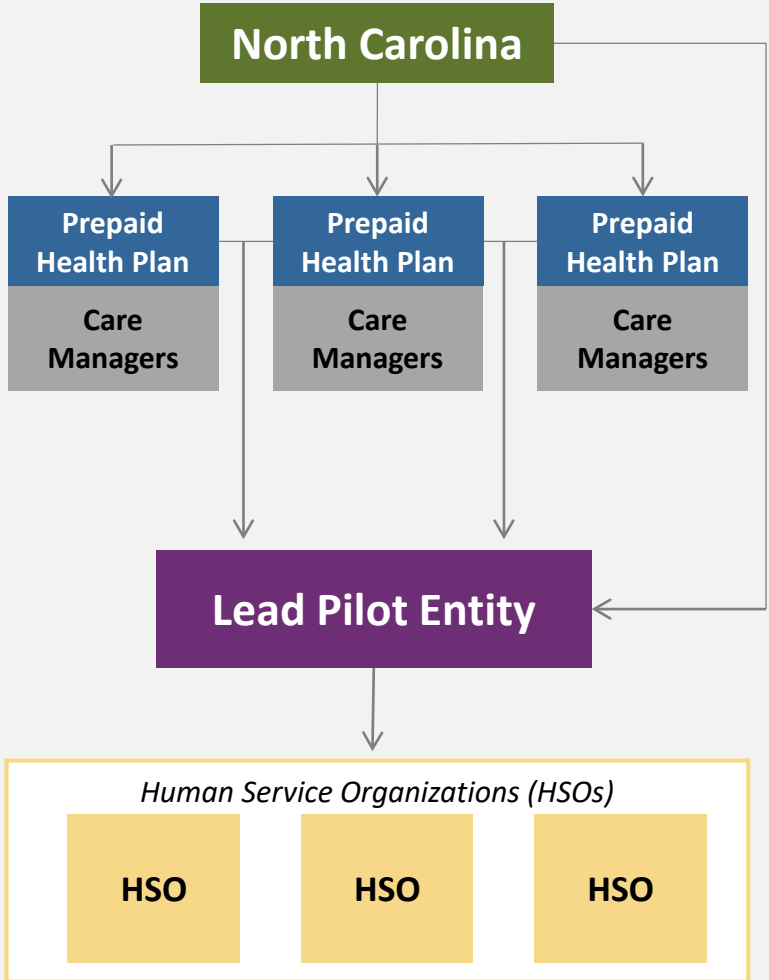 North Carolina
Prepaid
Health Plan
Care
Managers
Prepaid
Health Plan
Care
Managers
Prepaid
Health Plan
Care
Managers
Lead Pilot Entity
Human Service Organizations (HSOs)
HSO
HSO
HSO